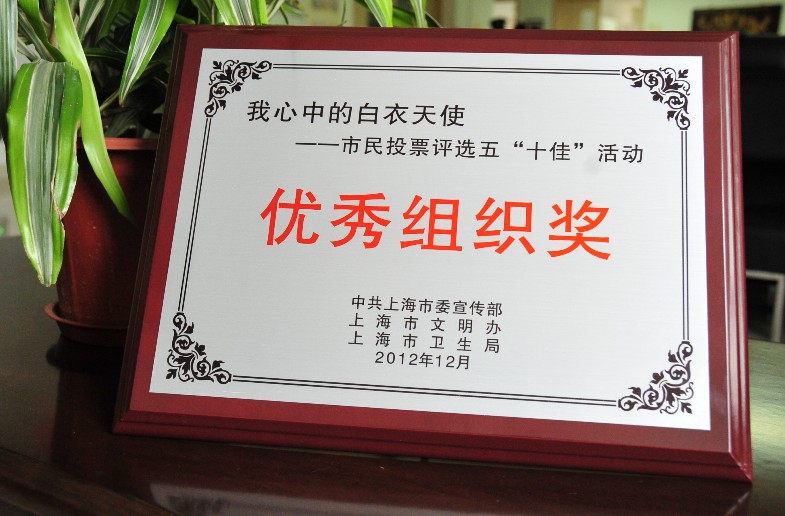 我心中的白衣天使
——市民投票评选五“十佳”活动
优秀组织奖
中共上海市委宣传部
上海市文明办
上海市卫生局
2012年12月